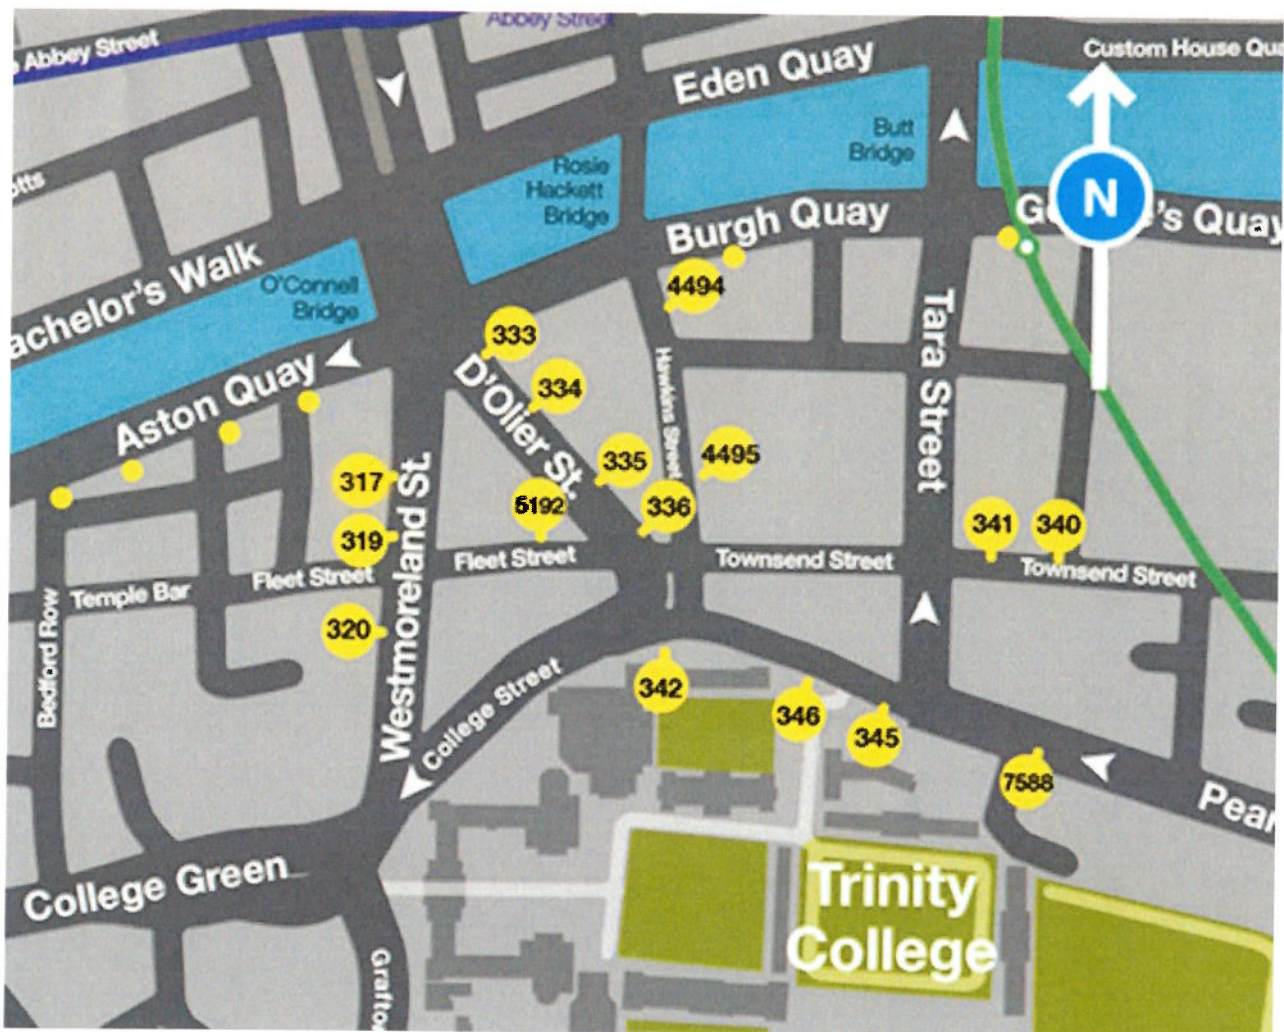 Abbey Street
Abbey Street
Custom House Qua
Eden Quay
Butt
Bridge
Rosie
Hackett
Bridge
otts
N
Burgh Quay
Ge
's Quay
achelor's Walk
O'Connell
Bridge
4494
333
Tara Street
Aston Quay
D'Olier St.
334
Hawkins Street
317
335
4495
Westmoreland St.
5192
336
341
340
319
Fleet Street
Fleet Street
Townsend Street
Townsend Street
Temple Bar
Bedford Row
320
College Street
342
346
345
7588
Pear
College Green
Trinity
College
Grafto